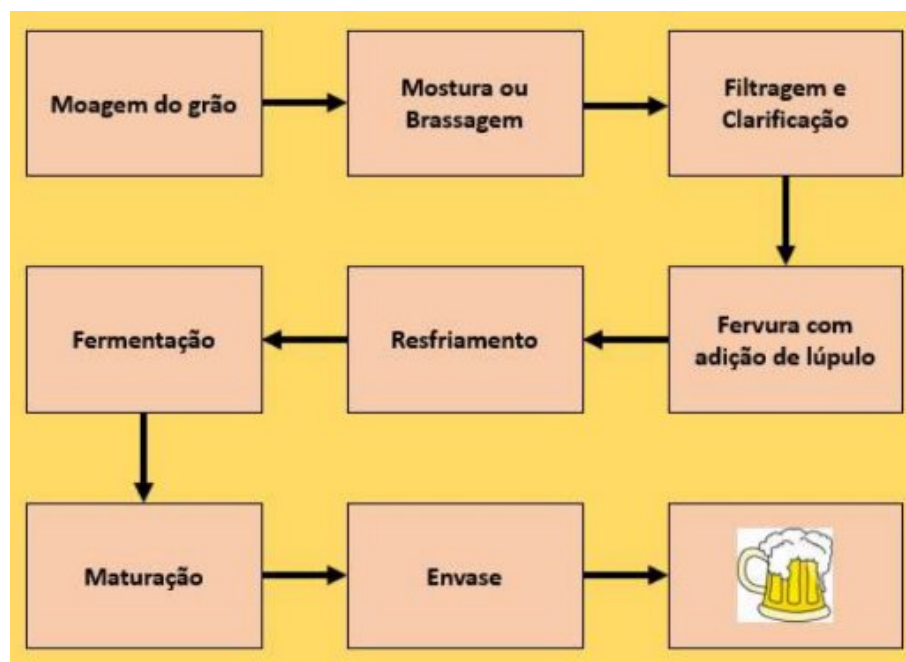 Moagem do grão
Mostura ou
Brassagem
Filtragem e
Clarificação
Fervura com
adição de lúpulo
Resfriamento
Fermentação
Maturação
Envase